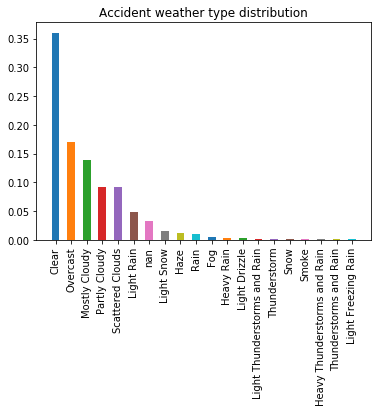 Accident weather type distribution
0.35
0.30
0.25
0.20
0.15
0.10
0.05
0.00
Clear
Overcast
Mostly Cloudy
Partly Cloudy
Scattered Clouds
Light Rain
nan
Light Snow
Haze
Rain
Fog
Heavy Rain
Light Drizzle
Light Thunderstorms and Rain
Thunderstorm
Snow
Smoke
Heavy Thunderstorms and Rain
Thunderstorms and Rain
Light Freezing Rain